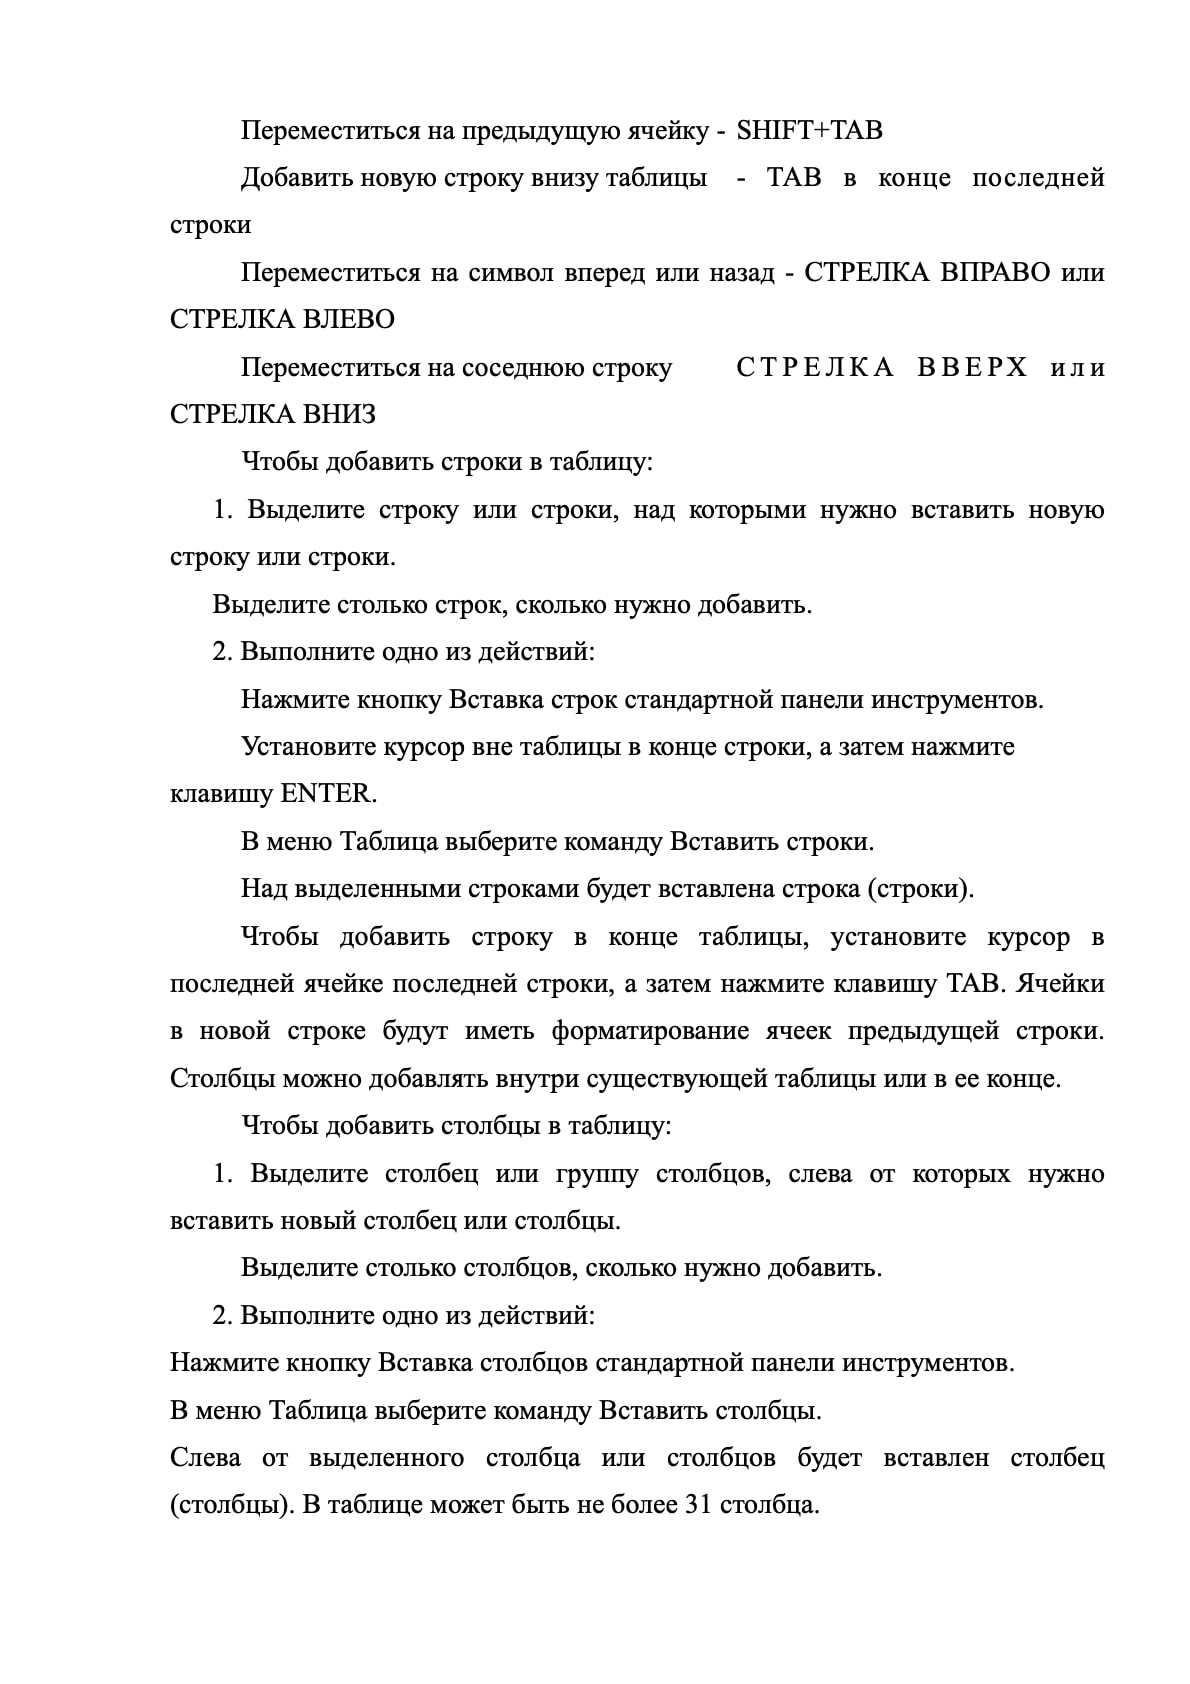 Переместиться на предыдущую ячейку - SHIFT+TAB
Добавить новую строку внизу таблицы - TAB в конце последней
строки
Переместиться на символ вперед или назад - СТРЕЛКА ВПРАВО или
СТРЕЛКА ВЛЕВО
Переместиться на соседнюю строку СТРЕЛКА ВВЕРХ или
СТРЕЛКА ВНИЗ
Чтобы добавить строки в таблицу:
1. Выделите строку или строки, над которыми нужно вставить новую
строку или строки.
Выделите столько строк, сколько нужно добавить.
2. Выполните одно из действий:
Нажмите кнопку Вставка строк стандартной панели инструментов.
Установите курсор вне таблицы в конце строки, а затем нажмите
клавишу ENTER.
В меню Таблица выберите команду Вставить строки.
Над выделенными строками будет вставлена строка (строки).
Чтобы добавить строку в конце таблицы, установите курсор в
последней ячейке последней строки, а затем нажмите клавишу TAB. Ячейки
в новой строке будут иметь форматирование ячеек предыдущей строки.
Столбцы можно добавлять внутри существующей таблицы или в ее конце.
Чтобы добавить столбцы в таблицу:
1. Выделите столбец или группу столбцов, слева от которых нужно
вставить новый столбец или столбцы.
Выделите столько столбцов, сколько нужно добавить.
2. Выполните одно из действий:
Нажмите кнопку Вставка столбцов стандартной панели инструментов.
В меню Таблица выберите команду Вставить столбцы.
Слева от выделенного столбца или столбцов будет вставлен столбец
(столбцы). В таблице может быть не более 31 столбца.